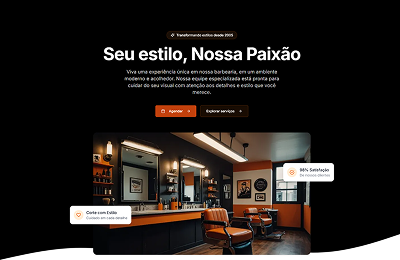 Transformando estilos desde 2005
Seu estilo, Nossa Paixão
Viva uma experiência única em nossa barbearia, em um ambiente
moderno e acolhedor. Nossa equipe especializada está pronta para
cuidar do seu visual com atenção aos detalhes e estilo que você
merece.
Agendar
Explorar serviços
98% Satisfação
De nossos clientes
Corte com Estilo
Cuidado em cada detalhe